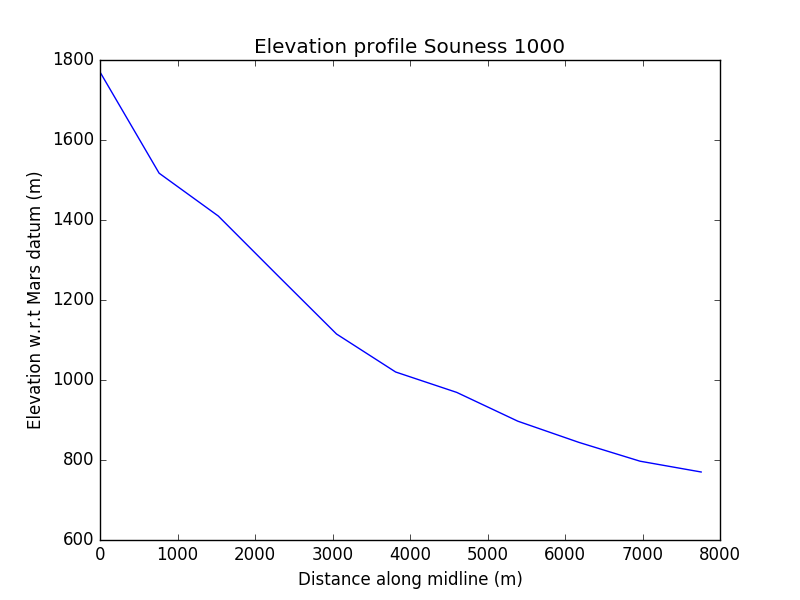 Elevation profile Souness 1000
1800
1600
1400
1200
1000
800
600
Elevation w.r.t Mars datum (m)
0 1000 2000 3000 4000 5000 6000 7000 8000
Distance along midline (m)